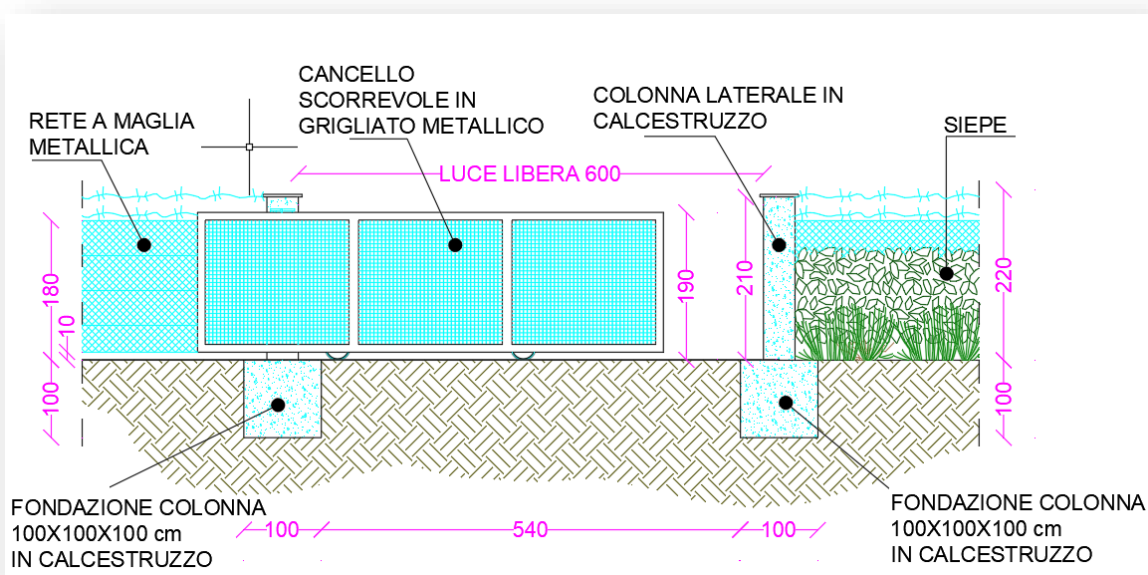 CANCELLO
SCORREVOLE IN
GRIGLIATO METALLICO
RETE A MAGLIA
METALLICA
COLONNA LATERALE IN
CALCESTRUZZO
SIEPE
LUCE LIBERA 600
180
10
100
190
210
220
100
FONDAZIONE COLONNA
100X100X100 cm
IN CALCESTRUZZO
100
540
100
FONDAZIONE COLONNA
100X100X100 cm
IN CALCESTRUZZO